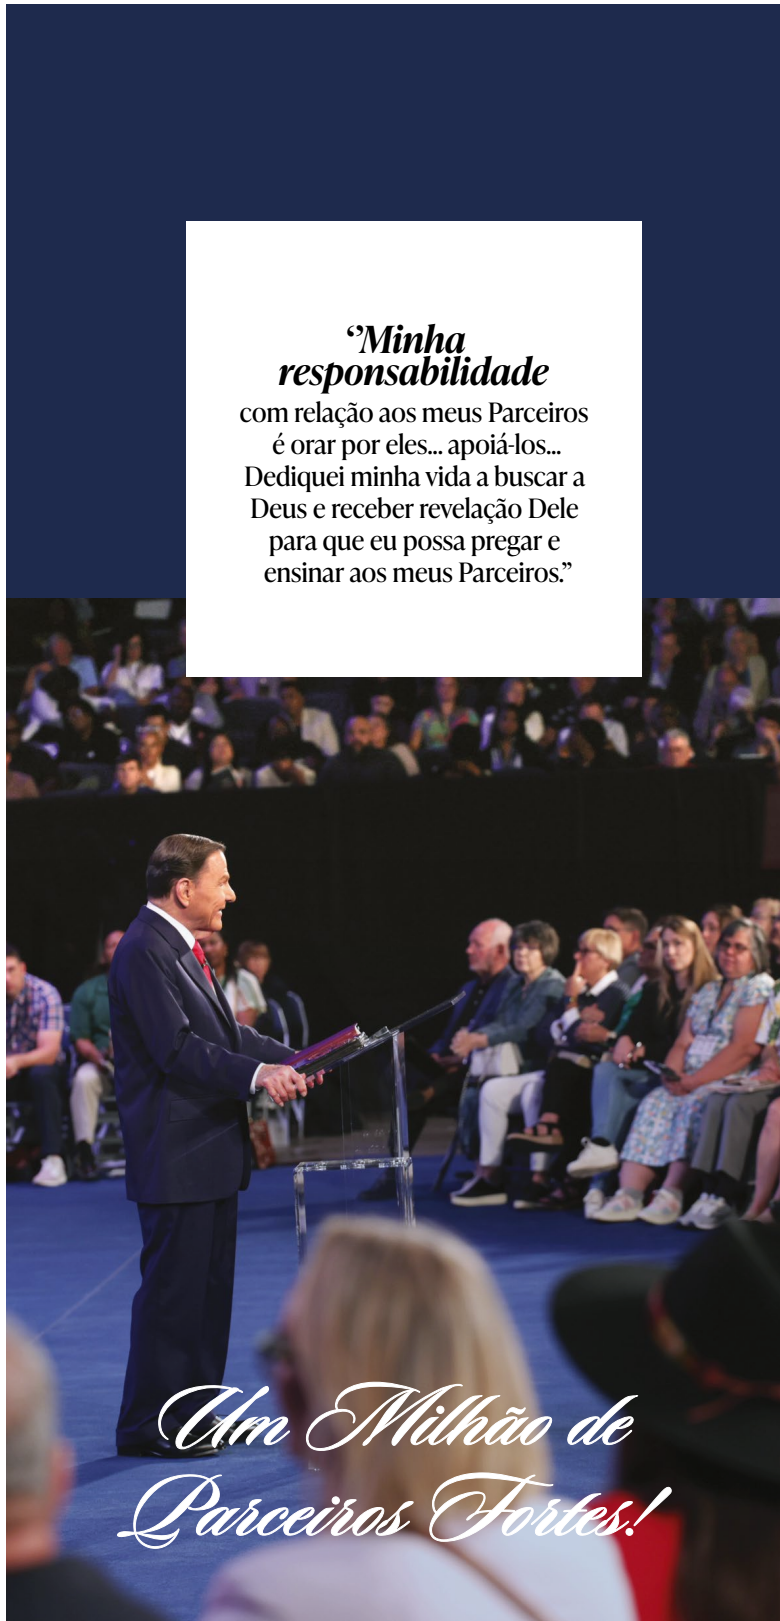 “Minha
responsabilidade
com relação aos meus Parceiros
é orar por eles... apoiá-los...
Dediquei minha vida a buscar a
Deus e receber revelação Dele
para que eu possa pregar e
ensinar aos meus Parceiros.”
Um Milhão de
Parceiros Fortes!